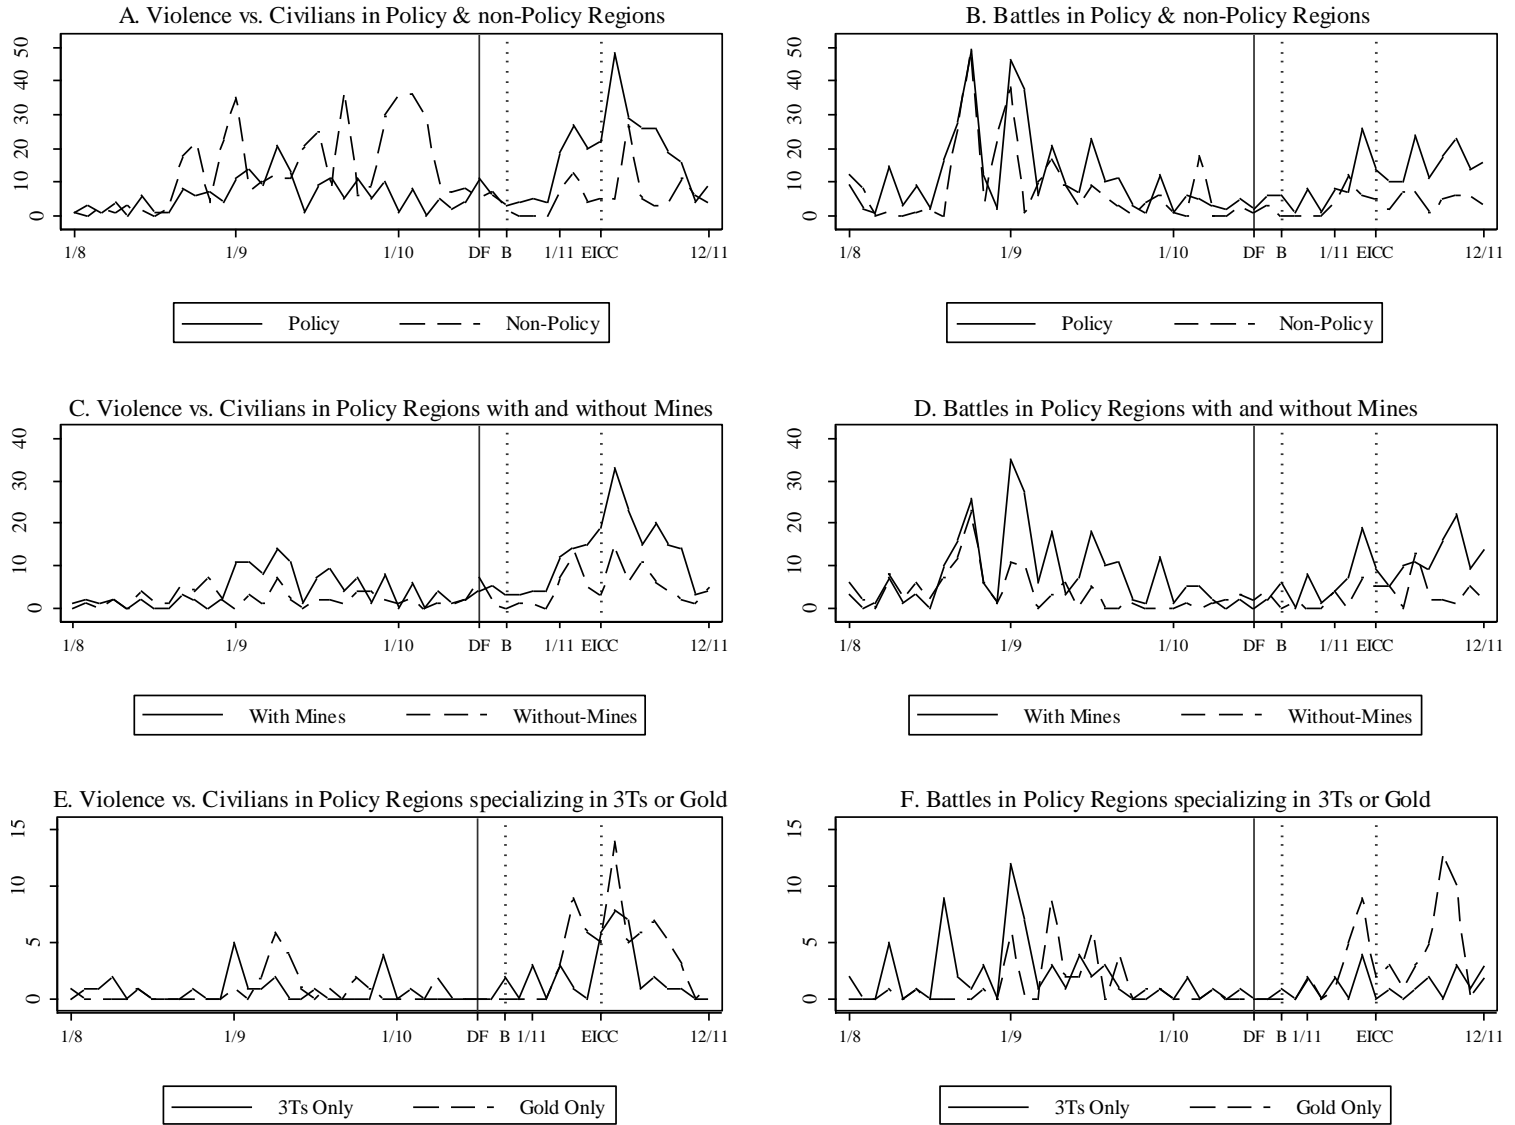 A. Violence vs. Civilians in Policy & non-Policy Regions
50
40
30
20
10
0
1/8 1/9 1/10 DF B 1/11 EICC 12/11
Policy Non-Policy
B. Battles in Policy & non-Policy Regions
50
40
30
20
10
0
1/8 1/9 1/10 DF B 1/11 EICC 12/11
Policy Non-Policy
C. Violence vs. Civilians in Policy Regions with and without Mines
40
30
20
10
0
1/8 1/9 1/10 DF B 1/11 EICC 12/11
With Mines Without-Mines
D. Battles in Policy Regions with and without Mines
40
30
20
10
0
1/8 1/9 1/10 DF B 1/11 EICC 12/11
With Mines Without-Mines
E. Violence vs. Civilians in Policy Regions specializing in 3Ts or Gold
15
10
5
0
1/8 1/9 1/10 DF B 1/11 EICC 12/11
3Ts Only Gold Only
F. Battles in Policy Regions specializing in 3Ts or Gold
15
10
5
0
1/8 1/9 1/10 DF B 1/11 EICC 12/11
3Ts Only Gold Only